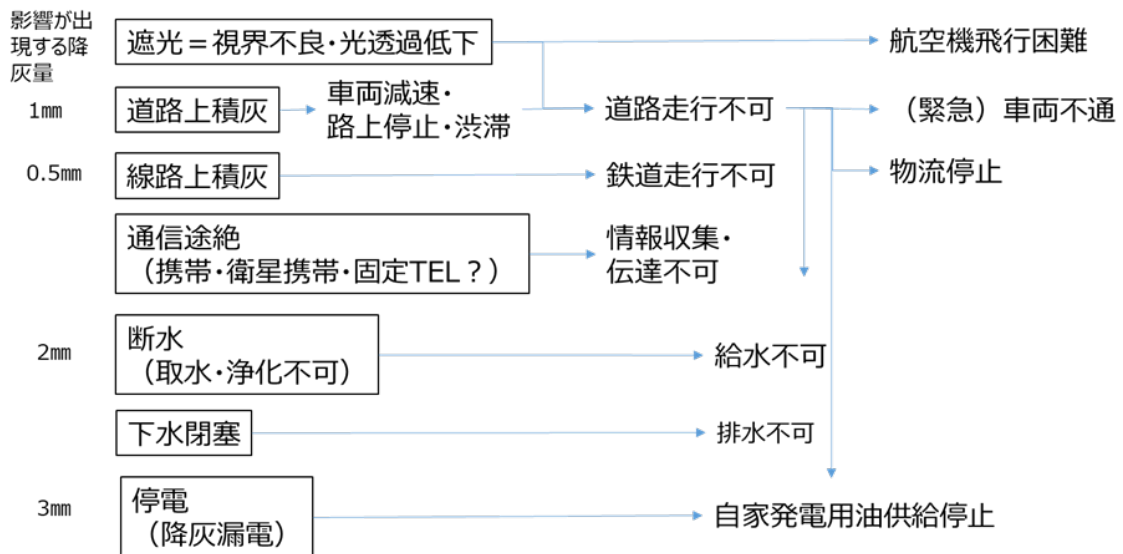 影響が出
現する降
灰量
遮光＝視界不良・光透過低下
航空機飛行困難
1㎜
道路上積灰
車両減速・
路上停止・渋滞
道路走行不可
（緊急）車両不通
0.5㎜
線路上積灰
鉄道走行不可
物流停止
通信途絶
（携帯・衛星携帯・固定TEL？）
情報収集・
伝達不可
2㎜
断水
（取水・浄化不可）
給水不可
下水閉塞
排水不可
3㎜
停電
（降灰漏電）
自家発電用油供給停止